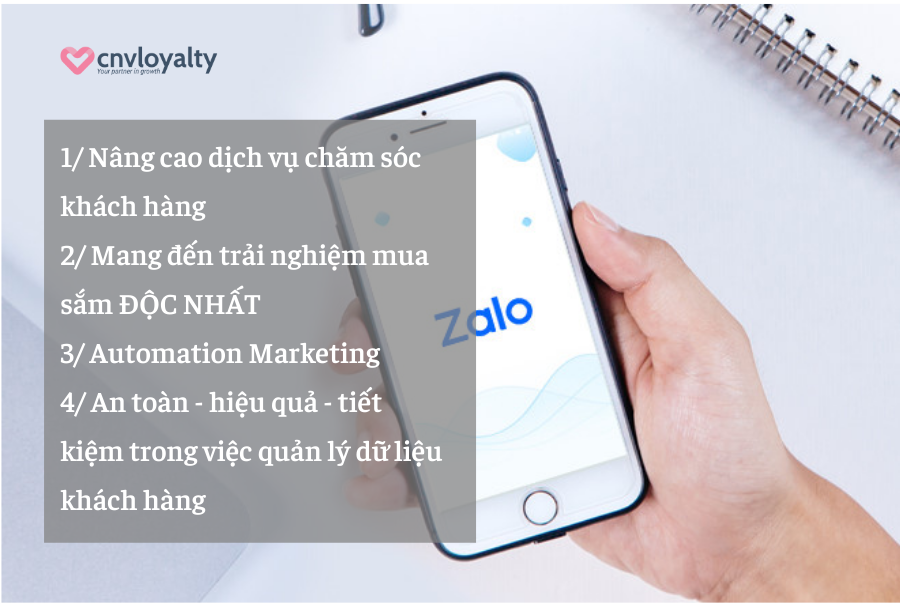 cnvloyalty
Your partner in growth
1/ Nâng cao dịch vụ chăm sóc
khách hàng
2/ Mang đến trải nghiệm mua
sắm ĐỘC NHẤT
3/ Automation Marketing
4/ An toàn - hiệu quả - tiết
kiệm trong việc quản lý dữ liệu
khách hàng
Zalo